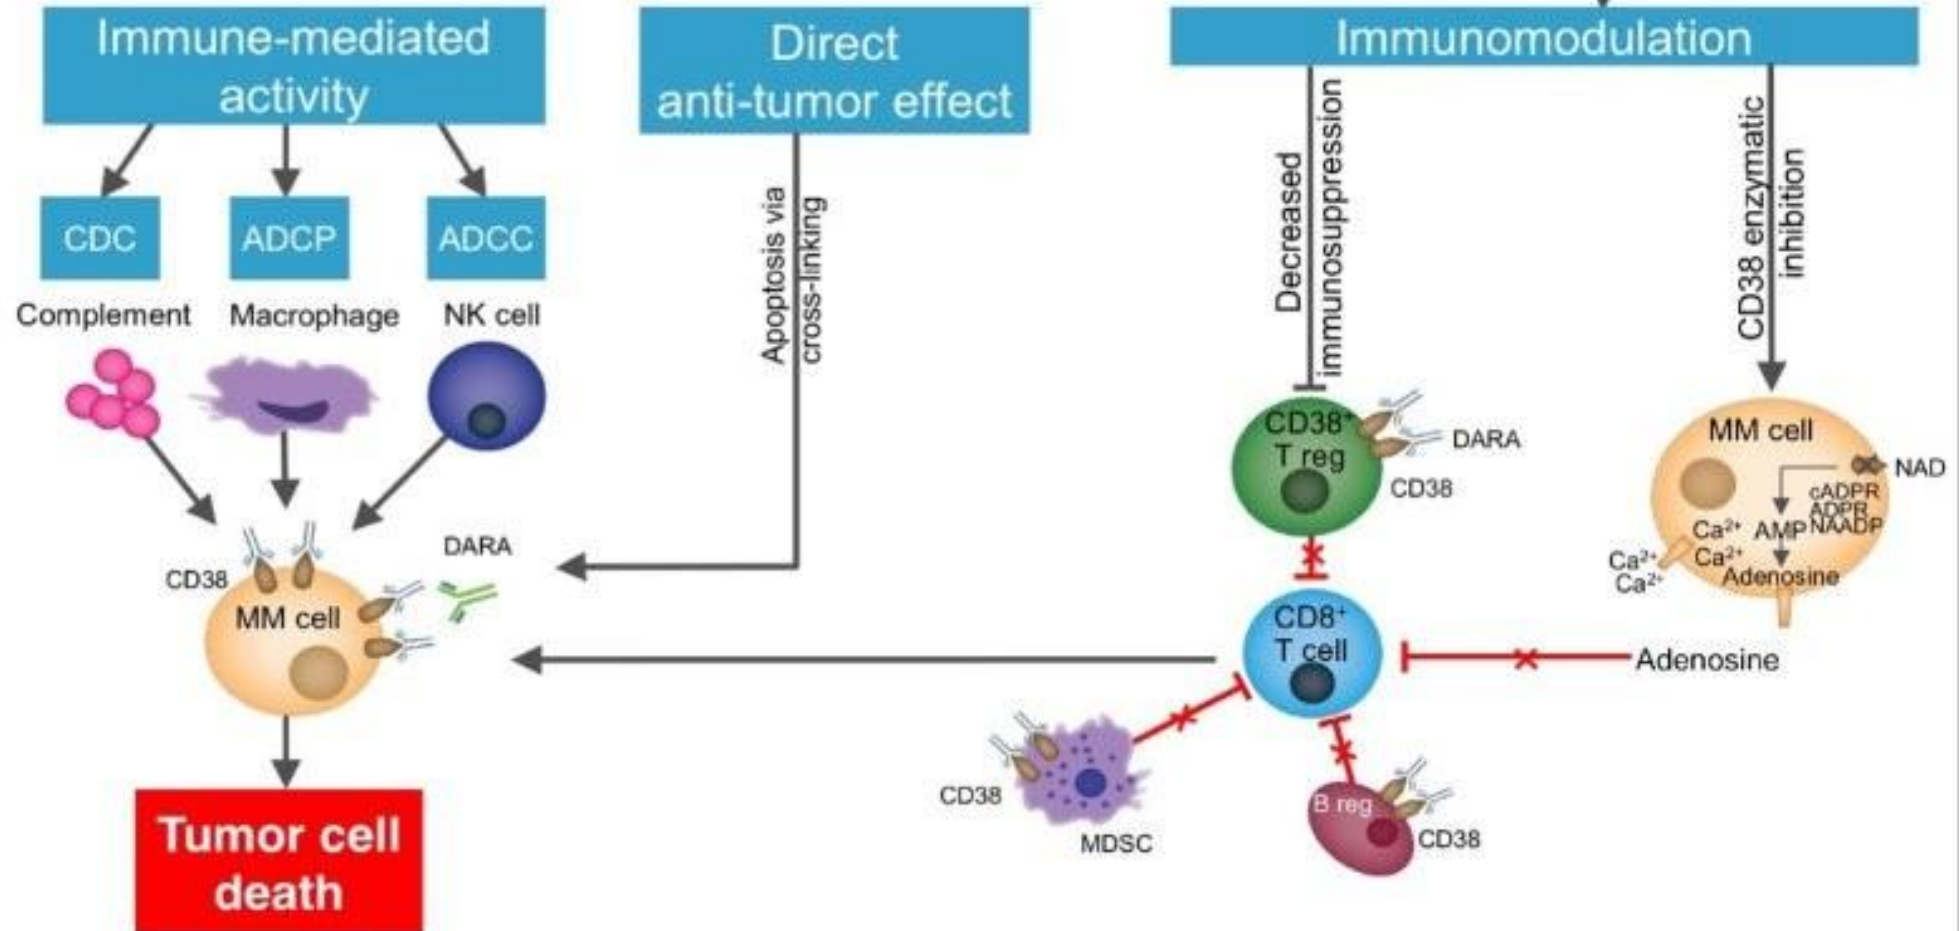 Immune-mediated
activity
Direct
anti-tumor effect
Immunomodulation
CDC
ADCP
ADCC
Complement
Macrophage
NK cell
Apoptosis via
cross-linking
Decreased
immunosuppression
CD38 enzymatic
inhibition
CD38⁺
T reg
DARA
CD38
MM cell
NAD
cADPR
ADPR
NAADP
AMP
Ca²⁺
Ca²⁺
Ca²⁺
Ca²⁺
Adenosine
DARA
CD38
MM cell
CD8⁺
T cell
Adenosine
CD38
MDSC
B reg
CD38
Tumor cell
death